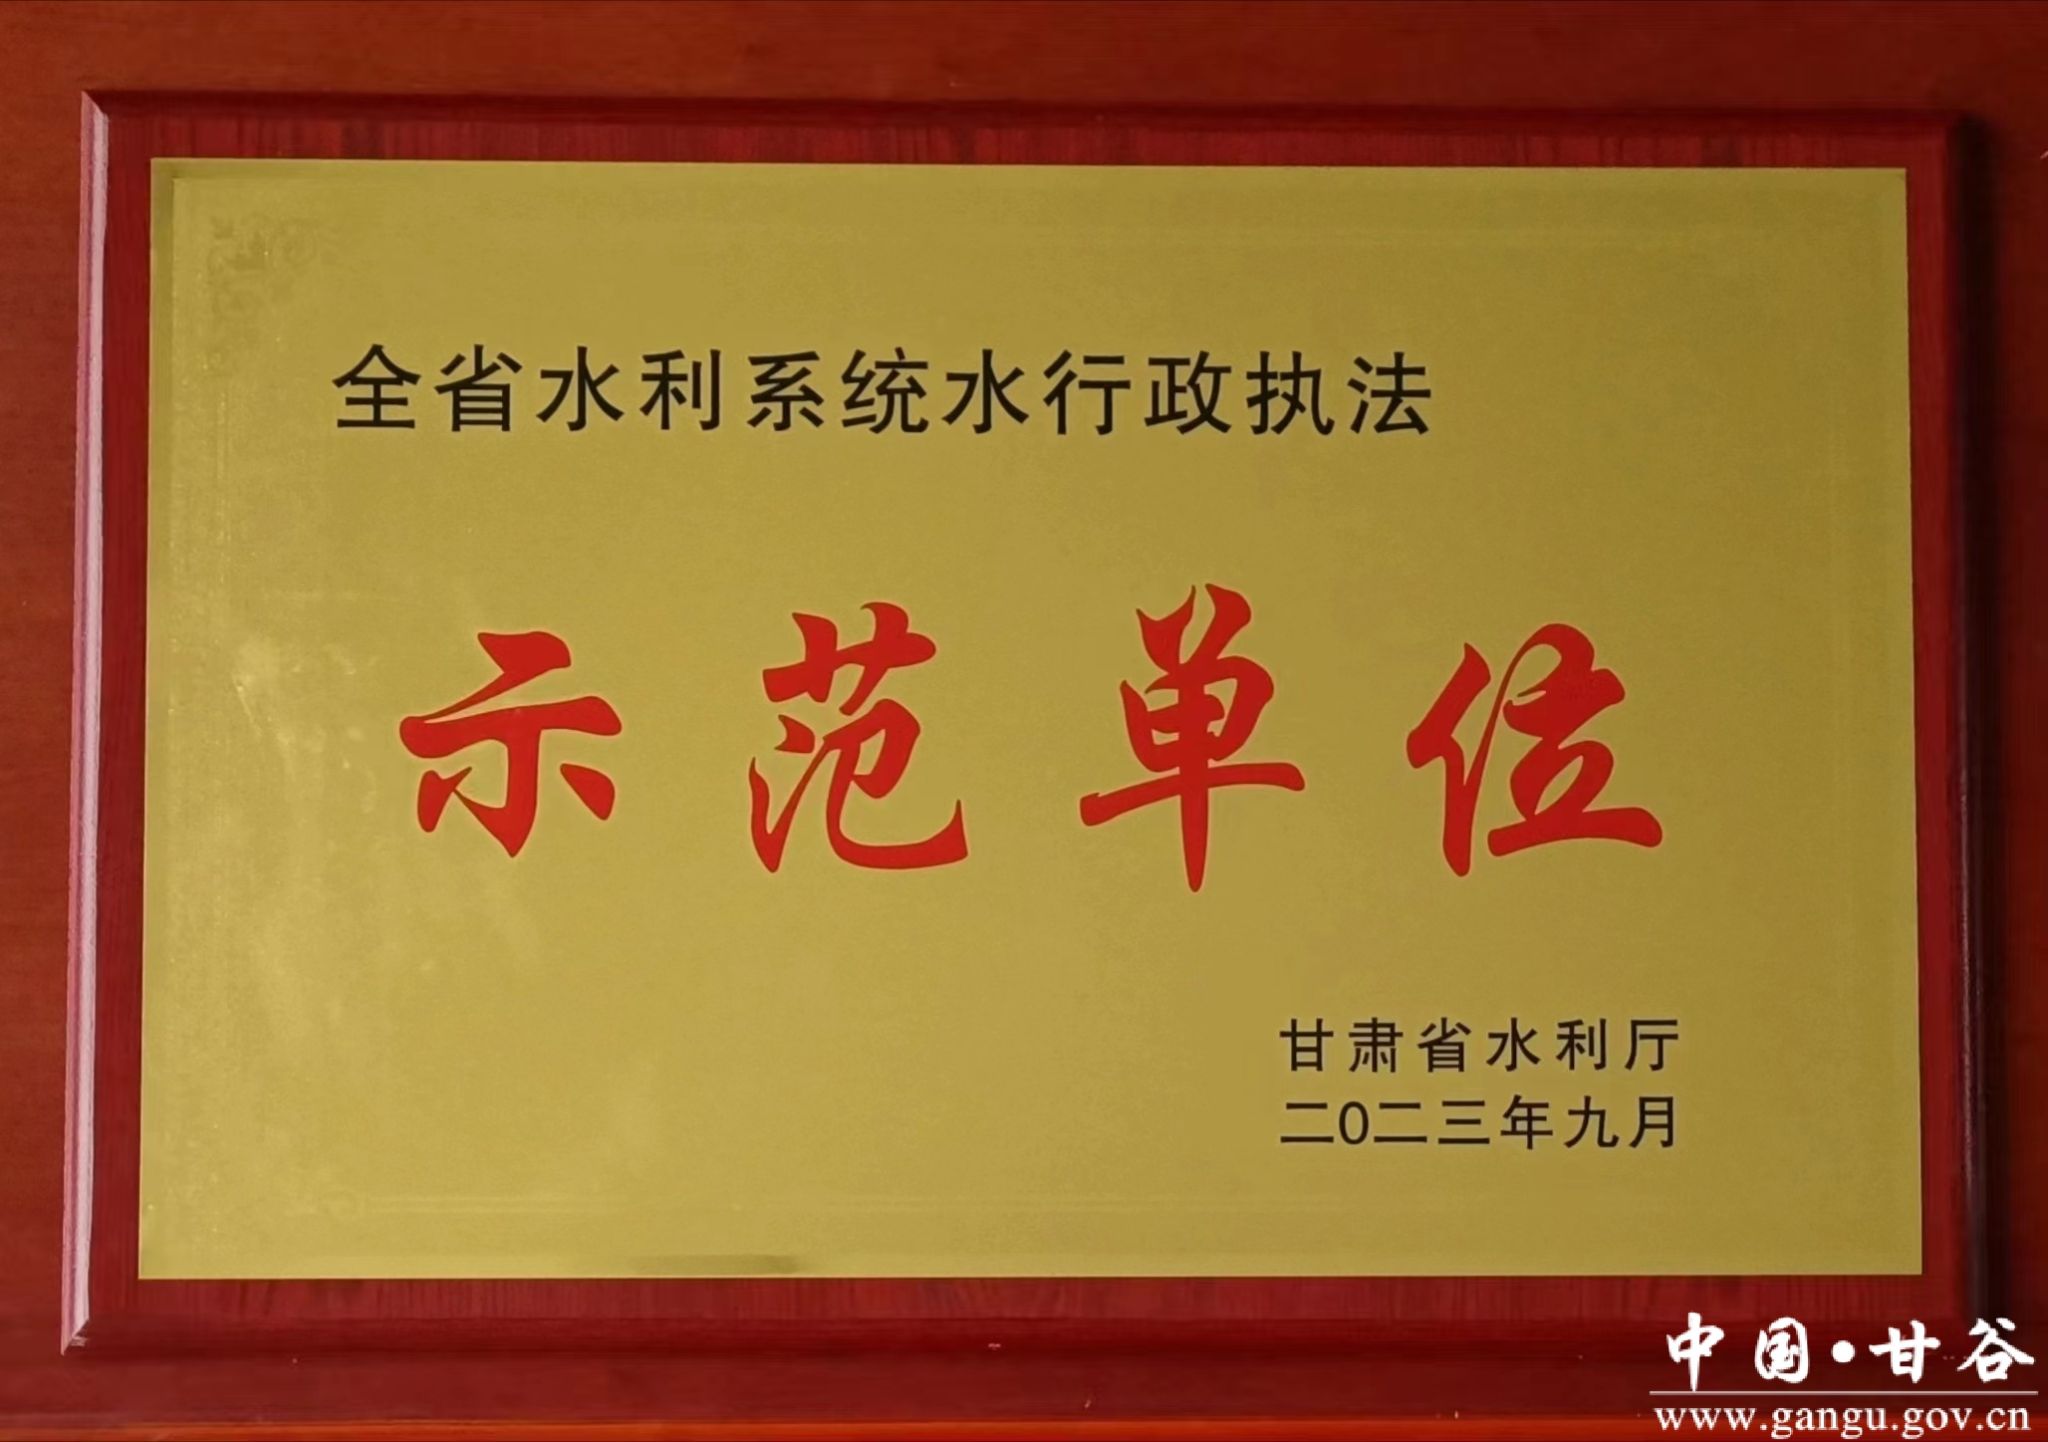 全省水利系统水行政执法
示范单位
甘肃省水利厅
二0二三年九月
中国·甘谷
www.gangu.gov.cn